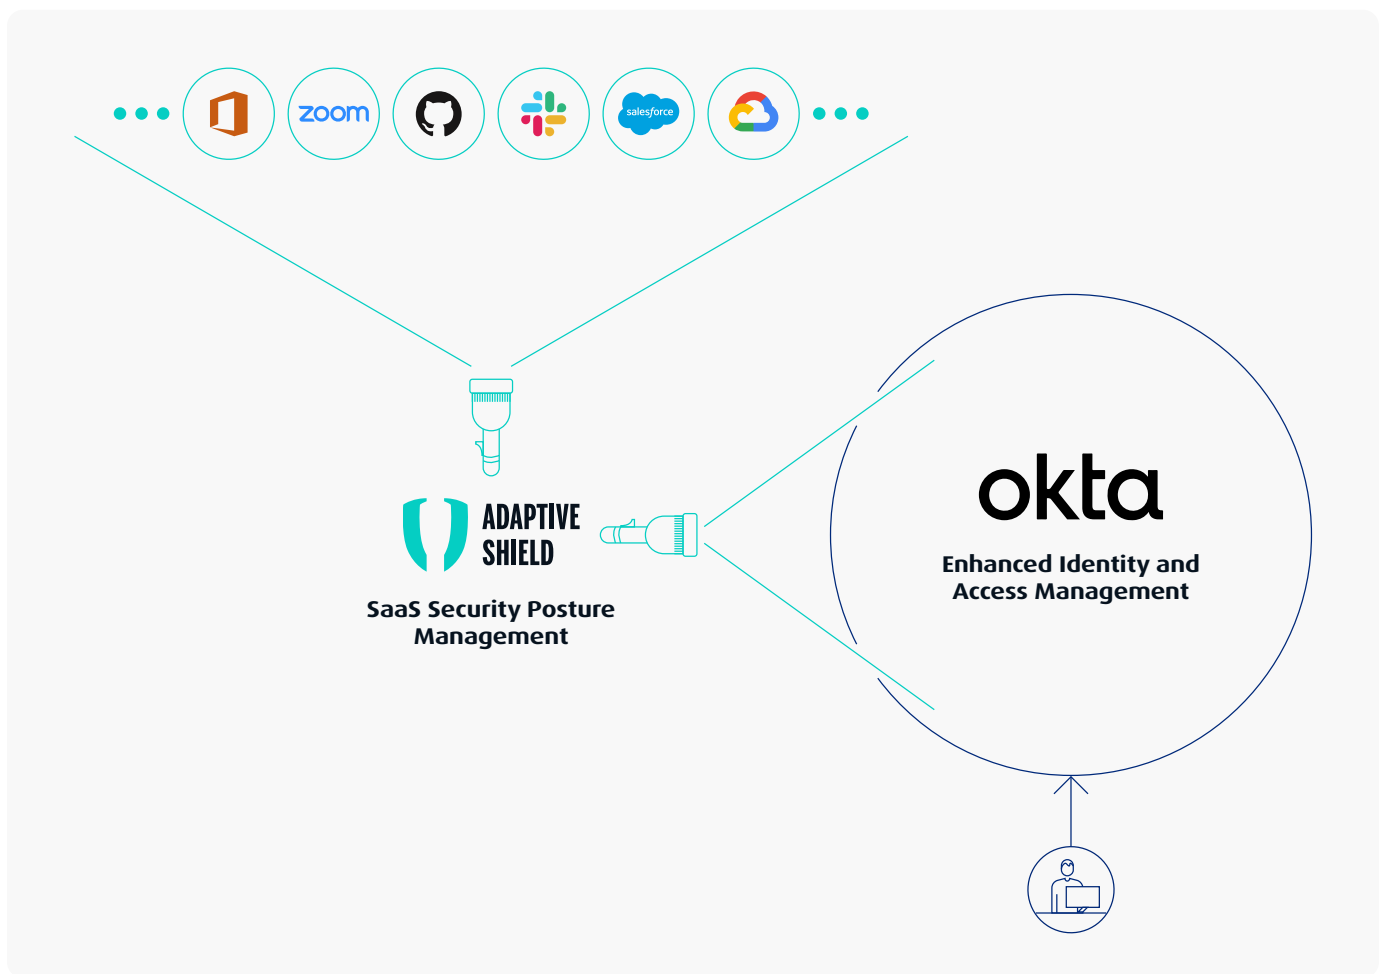 zoom
salesforce
ADAPTIVE
SHIELD
SaaS Security Posture
Management
okta
Enhanced Identity and
Access Management